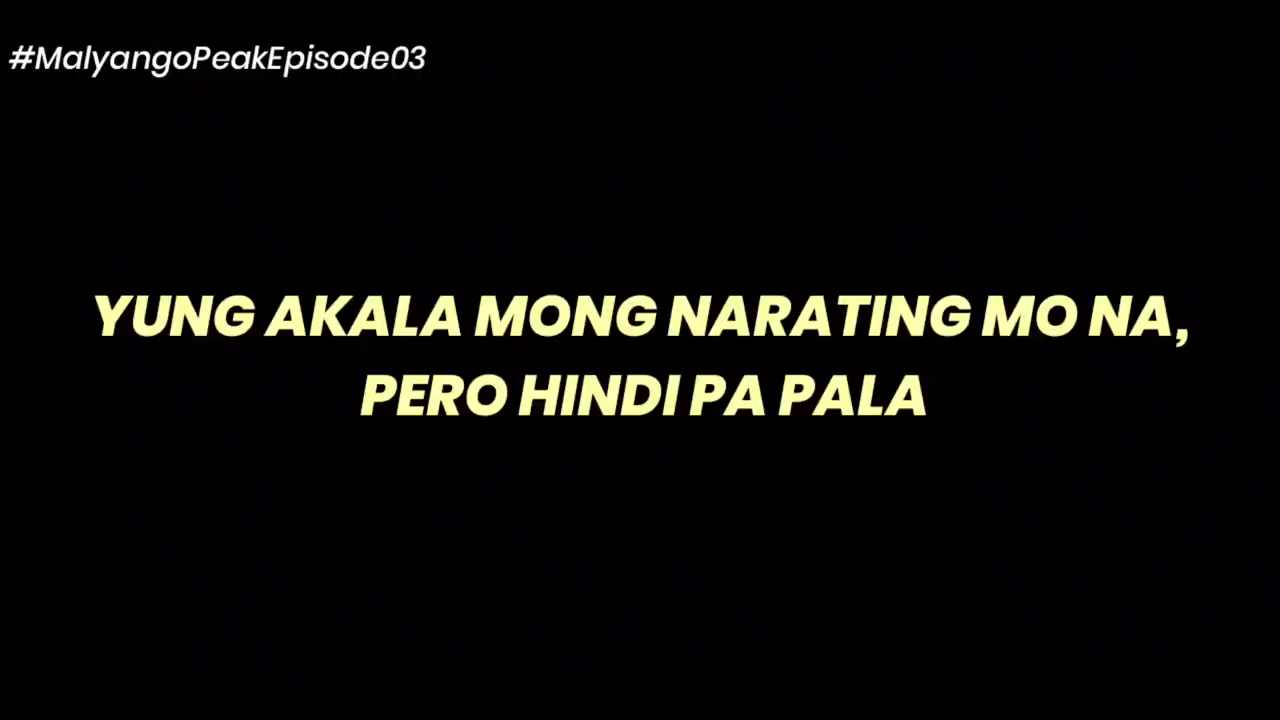 #MalyangoPeakEpisode03
YUNG AKALA MONG NARATING MO NA,
PERO HINDI PA PALA